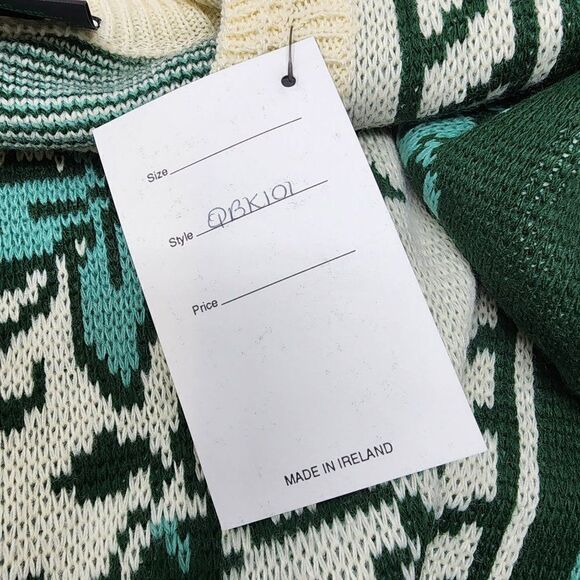 Size
Style QBK101
Price
MADE IN IRELAND